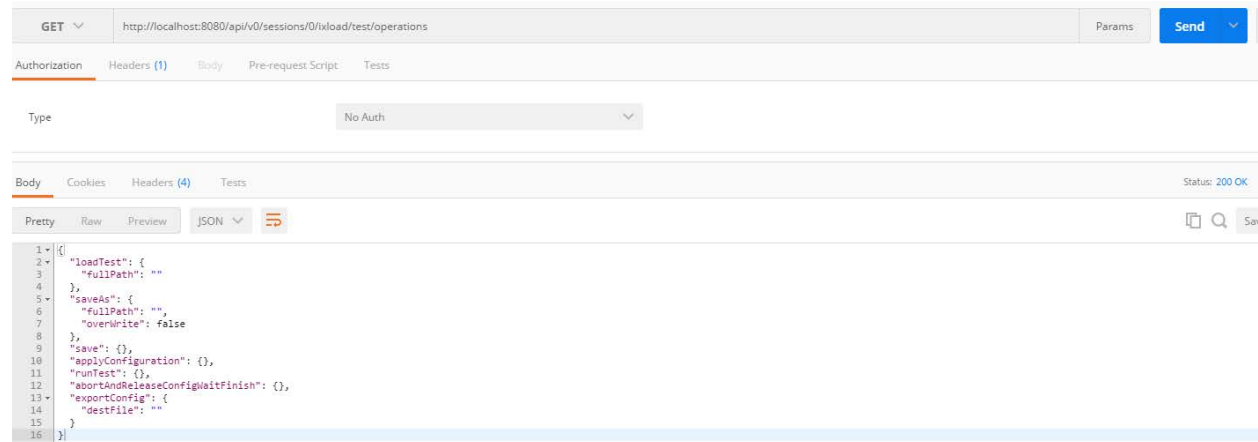 GET http://localhost:8080/api/v0/sessions/0/ixload/test/operations Params Send
Authorization Headers (1) Body Pre-request Script Tests
Type No Auth
Body Cookies Headers (4) Tests Status: 200 OK
Pretty Raw Preview JSON Sav
1 {
2 "loadTest": {
3 "fullPath": ""
4 },
5 "saveAs": {
6 "fullPath": "",
7 "overWrite": false
8 },
9 "save": {},
10 "applyConfiguration": {},
11 "runTest": {},
12 "abortAndReleaseConfigWaitFinish": {},
13 "exportConfig": {
14 "destFile": ""
15 }
16 }